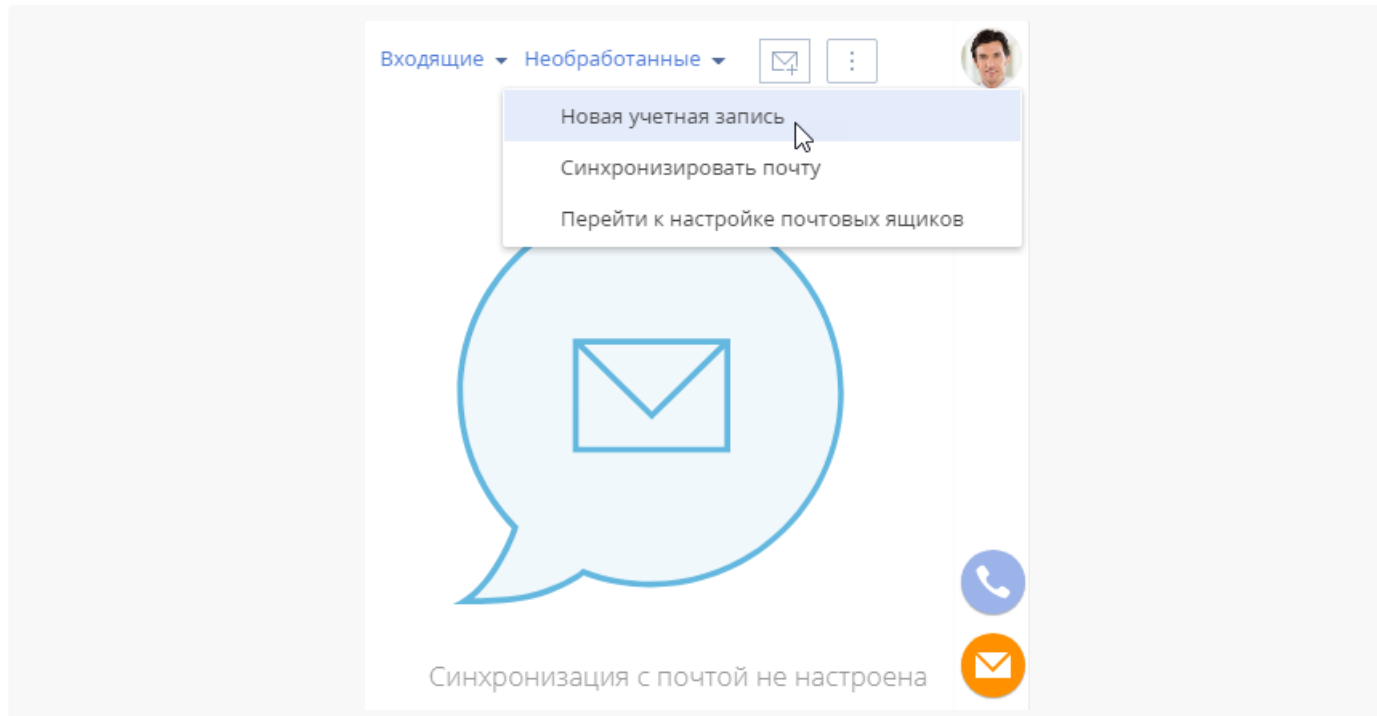 Входящие Необработанные
Новая учетная запись
Синхронизировать почту
Перейти к настройке почтовых ящиков
Синхронизация с почтой не настроена